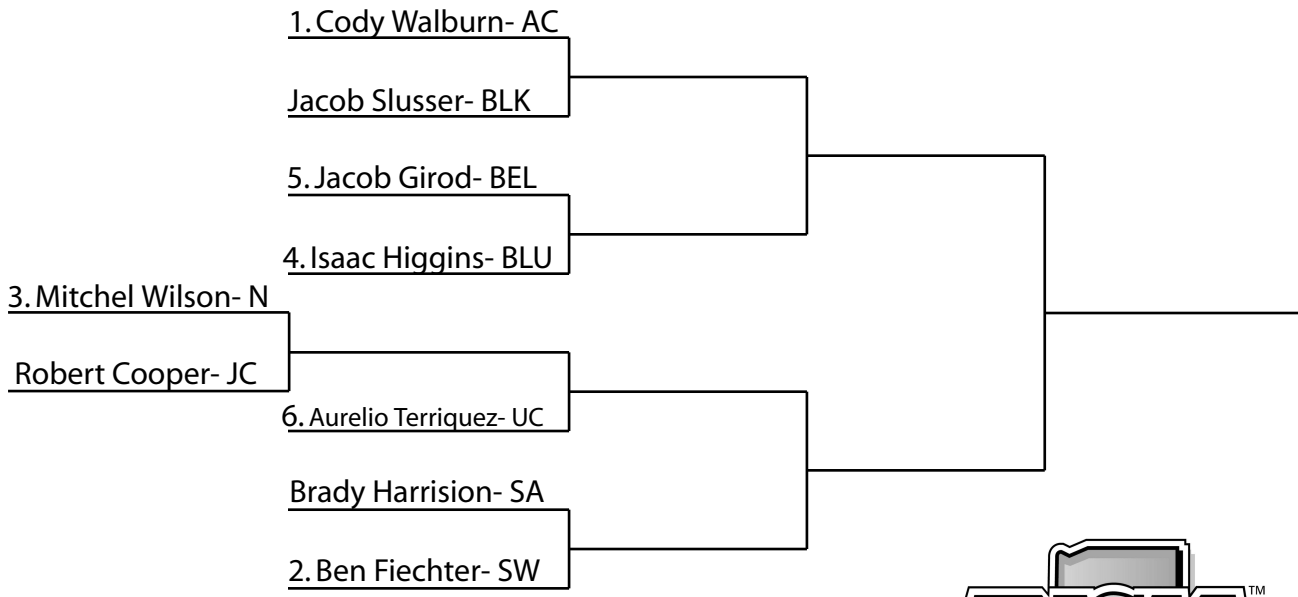 1. Cody Walburn- AC
Jacob Slusser- BLK
5. Jacob Girod- BEL
4. Isaac Higgins- BLU
3. Mitchel Wilson- N
Robert Cooper- JC
6. Aurelio Terriquez- UC
Brady Harrision- SA
2. Ben Fiechter- SW
TM